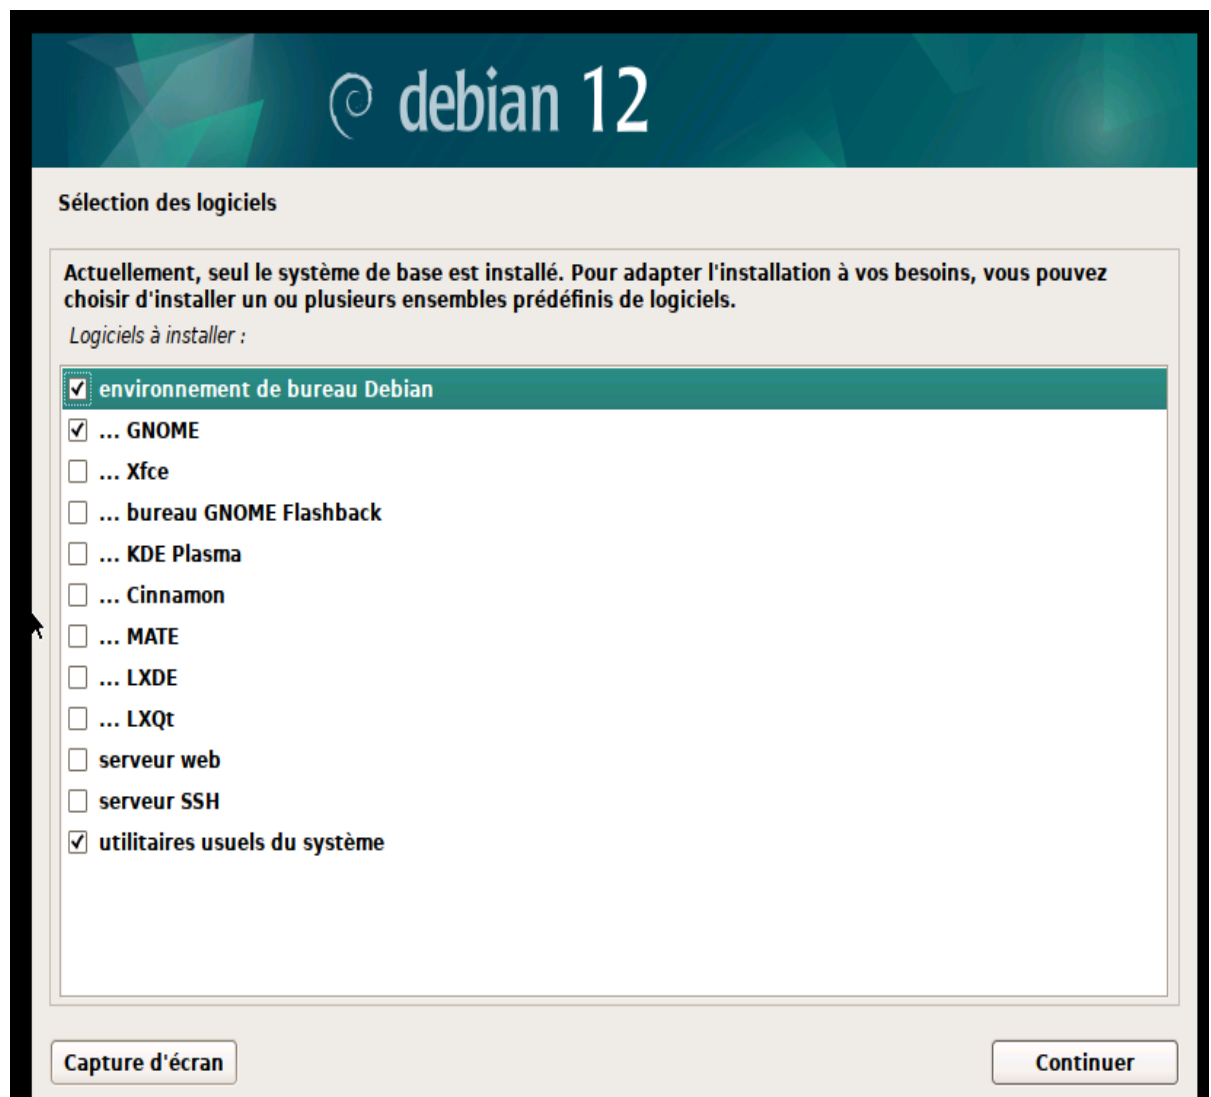 debian 12
Sélection des logiciels
Actuellement, seul le système de base est installé. Pour adapter l'installation à vos besoins, vous pouvez
choisir d'installer un ou plusieurs ensembles prédéfinis de logiciels.
Logiciels à installer :
environnement de bureau Debian
... GNOME
... Xfce
... bureau GNOME Flashback
... KDE Plasma
... Cinnamon
... MATE
... LXDE
... LXQt
serveur web
serveur SSH
utilitaires usuels du système
Capture d'écran
Continuer